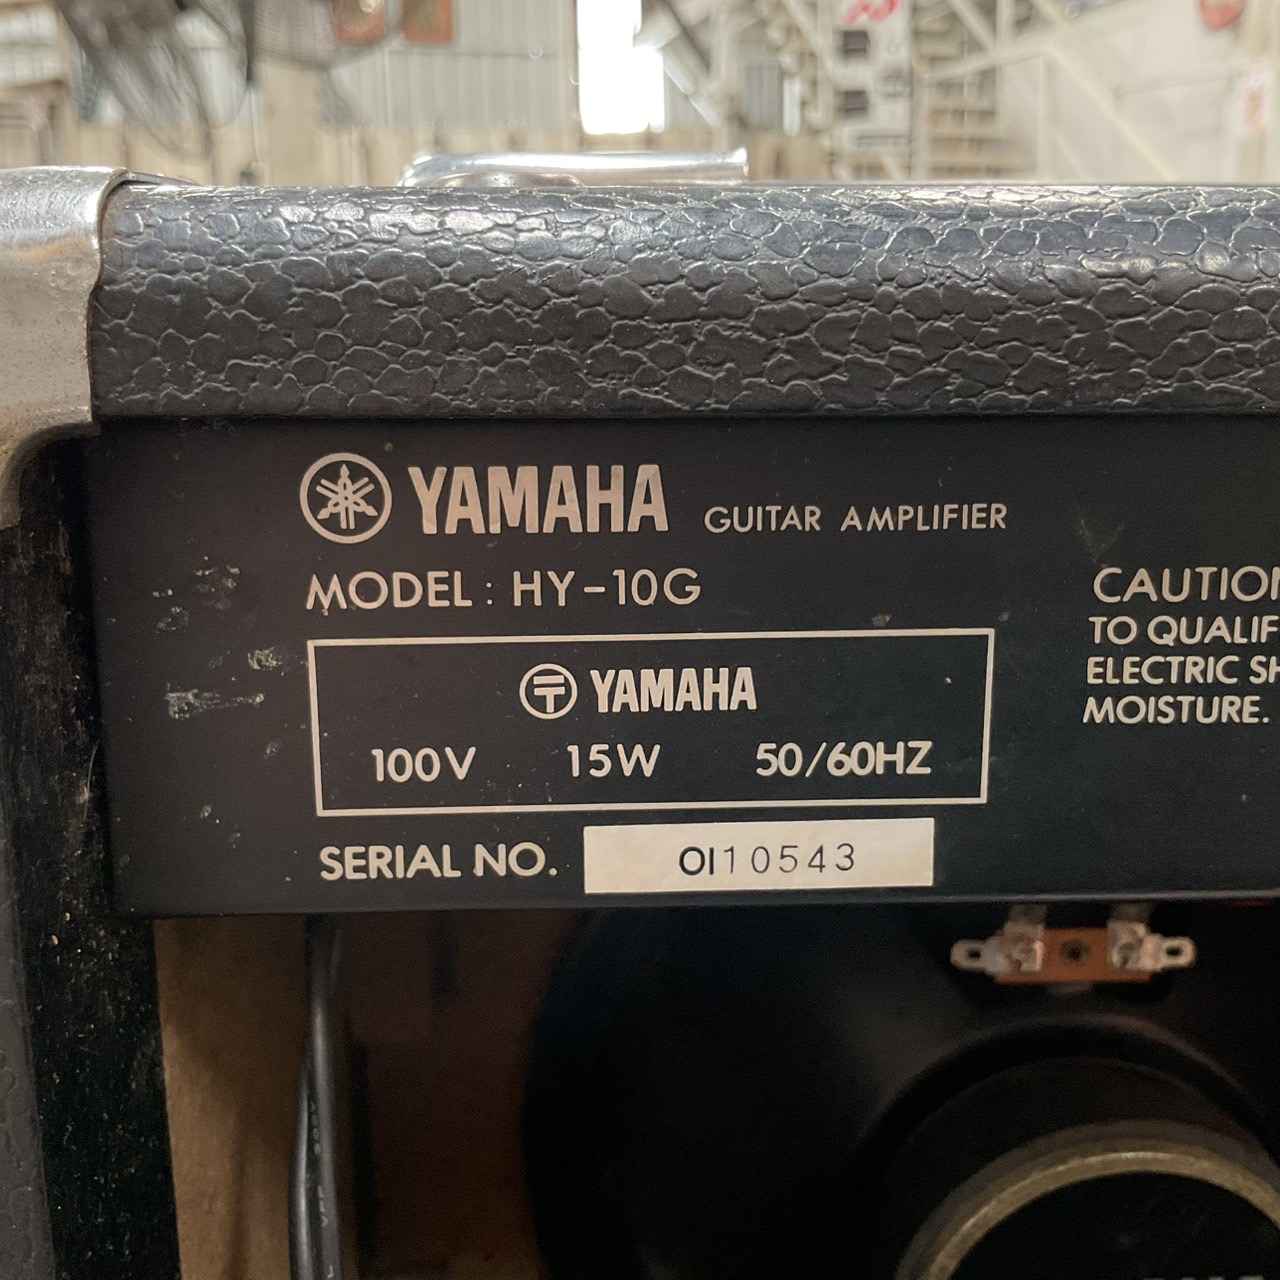 YAMAHA GUITAR AMPLIFIER
MODEL : HY-10G
YAMAHA
100V 15W 50/60HZ
SERIAL NO. OI10543
CAUTION
TO QUALIF
ELECTRIC SH
MOISTURE.